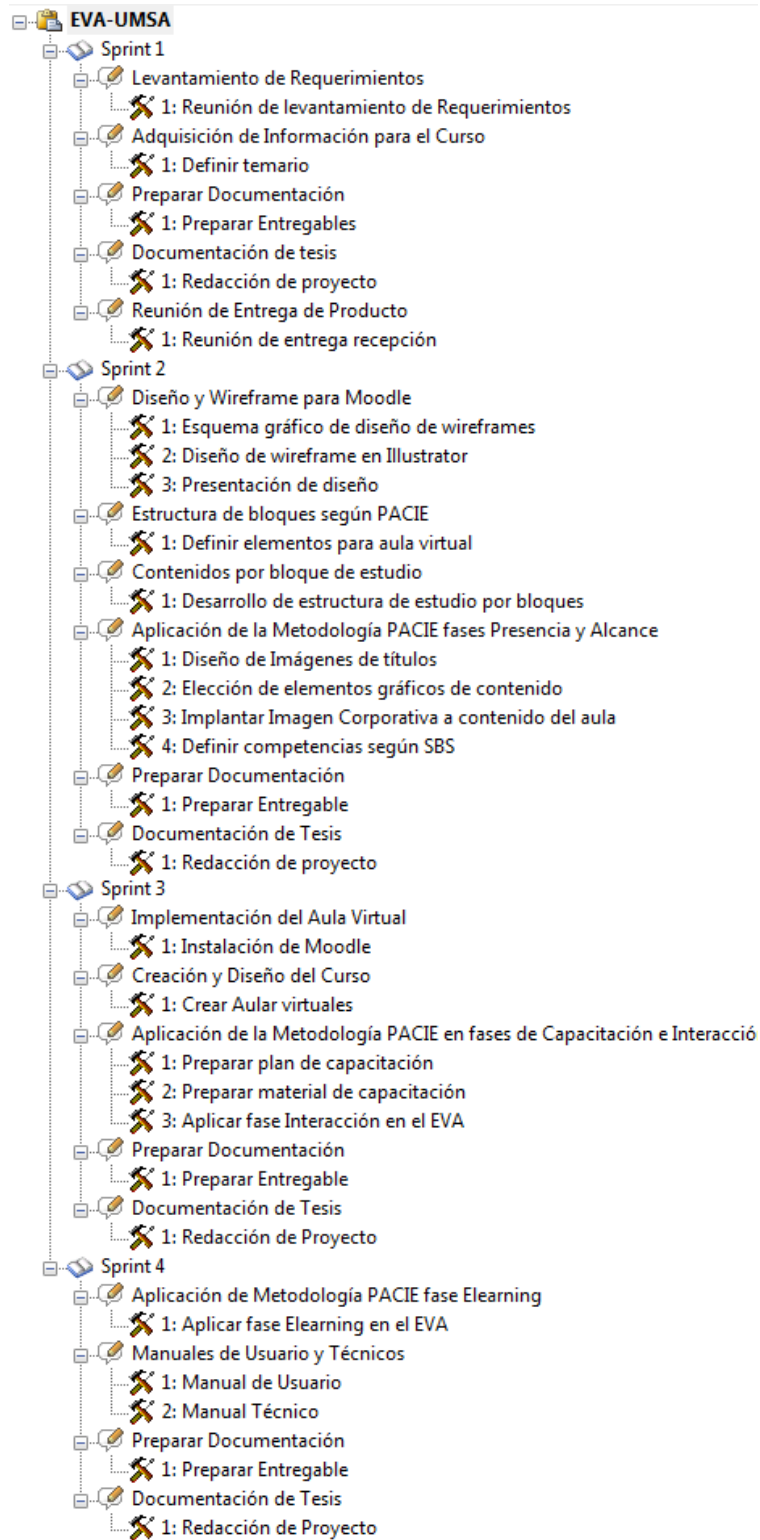 EVA-UMSA
Sprint 1
Levantamiento de Requerimientos
1: Reunión de levantamiento de Requerimientos
Adquisición de Información para el Curso
1: Definir temario
Preparar Documentación
1: Preparar Entregables
Documentación de tesis
1: Redacción de proyecto
Reunión de Entrega de Producto
1: Reunión de entrega recepción
Sprint 2
Diseño y Wireframe para Moodle
1: Esquema gráfico de diseño de wireframes
2: Diseño de wireframe en Illustrator
3: Presentación de diseño
Estructura de bloques según PACIE
1: Definir elementos para aula virtual
Contenidos por bloque de estudio
1: Desarrollo de estructura de estudio por bloques
Aplicación de la Metodología PACIE fases Presencia y Alcance
1: Diseño de Imágenes de títulos
2: Elección de elementos gráficos de contenido
3: Implantar Imagen Corporativa a contenido del aula
4: Definir competencias según SBS
Preparar Documentación
1: Preparar Entregable
Documentación de Tesis
1: Redacción de proyecto
Sprint 3
Implementación del Aula Virtual
1: Instalación de Moodle
Creación y Diseño del Curso
1: Crear Aular virtuales
Aplicación de la Metodología PACIE en fases de Capacitación e Interacció
1: Preparar plan de capacitación
2: Preparar material de capacitación
3: Aplicar fase Interacción en el EVA
Preparar Documentación
1: Preparar Entregable
Documentación de Tesis
1: Redacción de Proyecto
Sprint 4
Aplicación de Metodología PACIE fase Elearning
1: Aplicar fase Elearning en el EVA
Manuales de Usuario y Técnicos
1: Manual de Usuario
2: Manual Técnico
Preparar Documentación
1: Preparar Entregable
Documentación de Tesis
1: Redacción de Proyecto